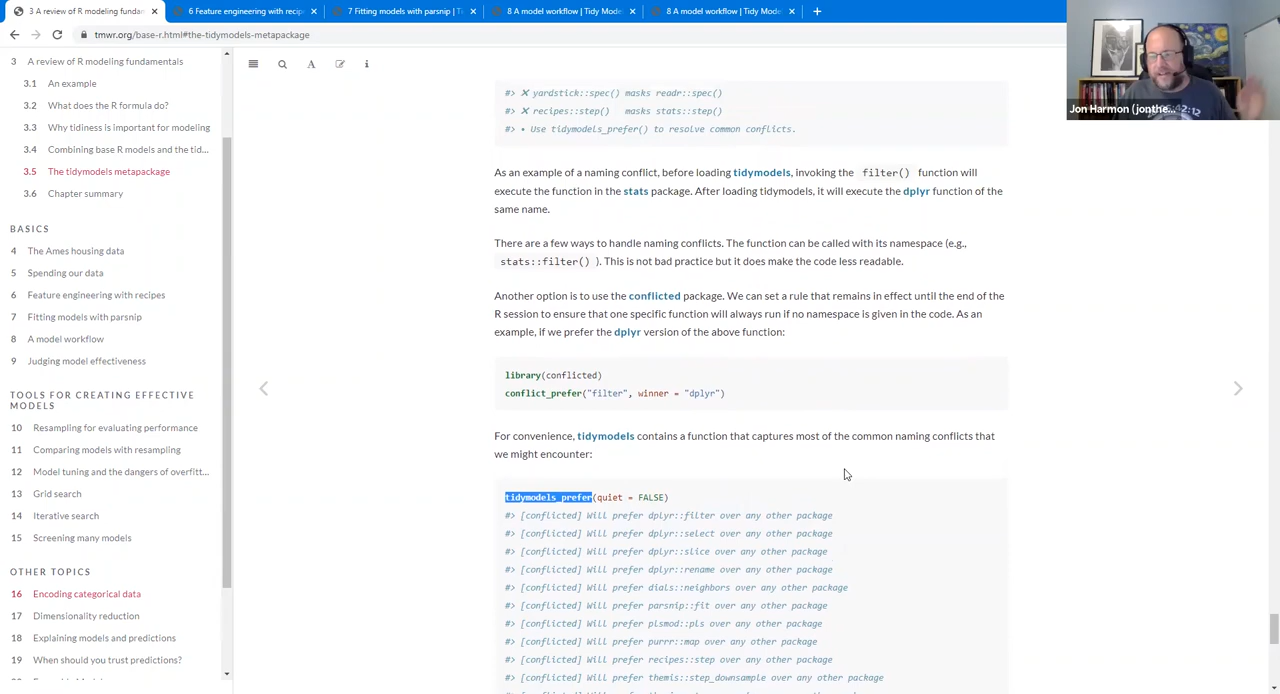 3 A review of R modeling fundam
6 Feature engineering with recip
7 Fitting models with parsnip | Ti
8 A model workflow | Tidy Model
8 A model workflow | Tidy Mode
tmwr.org/base-r.html#the-tidymodels-metapackage
3 A review of R modeling fundamentals
3.1 An example
3.2 What does the R formula do?
3.3 Why tidiness is important for modeling
3.4 Combining base R models and the tid...
3.5 The tidymodels metapackage
3.6 Chapter summary
BASICS
4 The Ames housing data
5 Spending our data
6 Feature engineering with recipes
7 Fitting models with parsnip
8 A model workflow
9 Judging model effectiveness
TOOLS FOR CREATING EFFECTIVE
MODELS
10 Resampling for evaluating performance
11 Comparing models with resampling
12 Model tuning and the dangers of overfitt...
13 Grid search
14 Iterative search
15 Screening many models
OTHER TOPICS
16 Encoding categorical data
17 Dimensionality reduction
18 Explaining models and predictions
19 When should you trust predictions?
#> ✖ yardstick::spec() masks readr::spec()
#> ✖ recipes::step() masks stats::step()
#> • Use tidymodels_prefer() to resolve common conflicts.
As an example of a naming conflict, before loading tidymodels, invoking the filter() function will
execute the function in the stats package. After loading tidymodels, it will execute the dplyr function of the
same name.
There are a few ways to handle naming conflicts. The function can be called with its namespace (e.g.,
stats::filter() ). This is not bad practice but it does make the code less readable.
Another option is to use the conflicted package. We can set a rule that remains in effect until the end of the
R session to ensure that one specific function will always run if no namespace is given in the code. As an
example, if we prefer the dplyr version of the above function:
library(conflicted)
conflict_prefer("filter", winner = "dplyr")
For convenience, tidymodels contains a function that captures most of the common naming conflicts that
we might encounter:
tidymodels_prefer(quiet = FALSE)
#> [conflicted] Will prefer dplyr::filter over any other package
#> [conflicted] Will prefer dplyr::select over any other package
#> [conflicted] Will prefer dplyr::slice over any other package
#> [conflicted] Will prefer dplyr::rename over any other package
#> [conflicted] Will prefer dials::neighbors over any other package
#> [conflicted] Will prefer parsnip::fit over any other package
#> [conflicted] Will prefer plsmod::pls over any other package
#> [conflicted] Will prefer purrr::map over any other package
#> [conflicted] Will prefer recipes::step over any other package
#> [conflicted] Will prefer themis::step_downsample over any other package
Jon Harmon (jonthe...